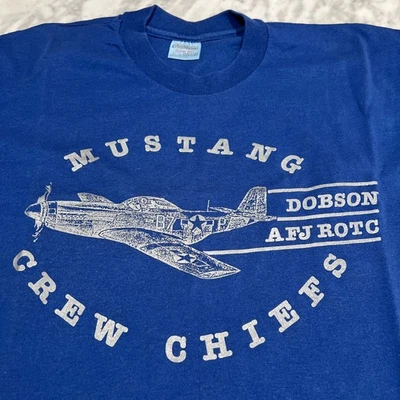 MUSTANG
DOBSON
AFJ ROTC
CREW CHIEFS